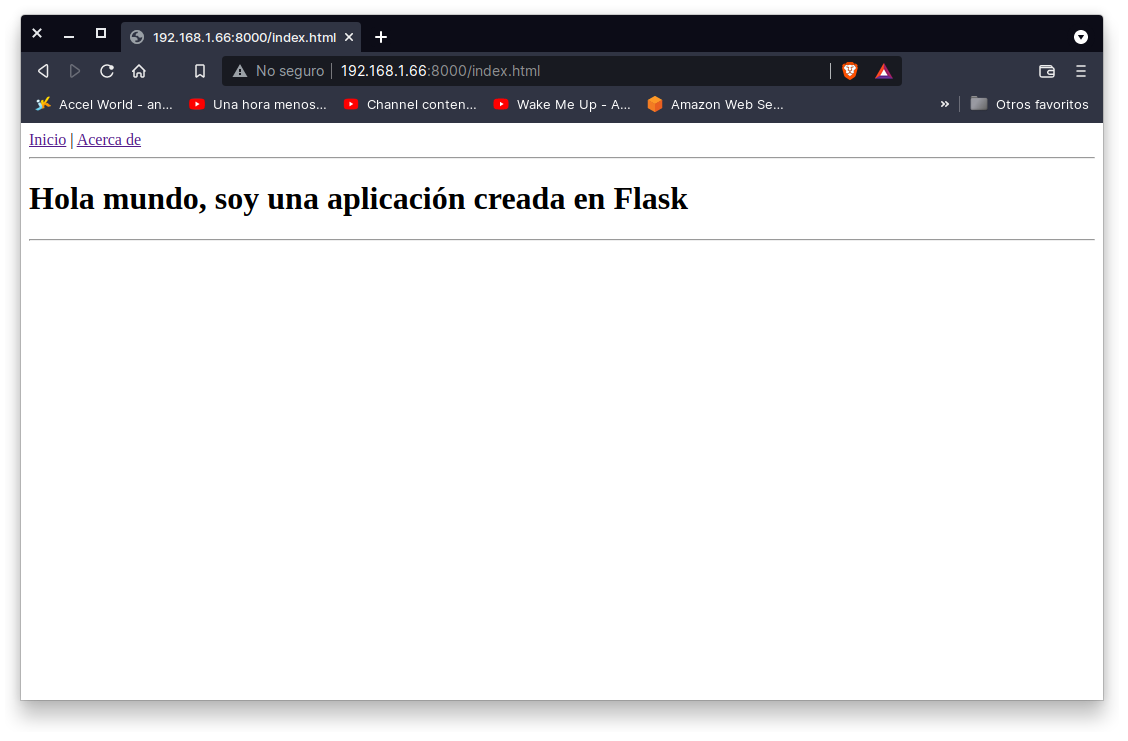 192.168.1.66:8000/index.html
No seguro 192.168.1.66:8000/index.html
Accel World - an... Una hora menos... Channel conten... Wake Me Up - A... Amazon Web Se... » Otros favoritos
Inicio | Acerca de
Hola mundo, soy una aplicación creada en Flask